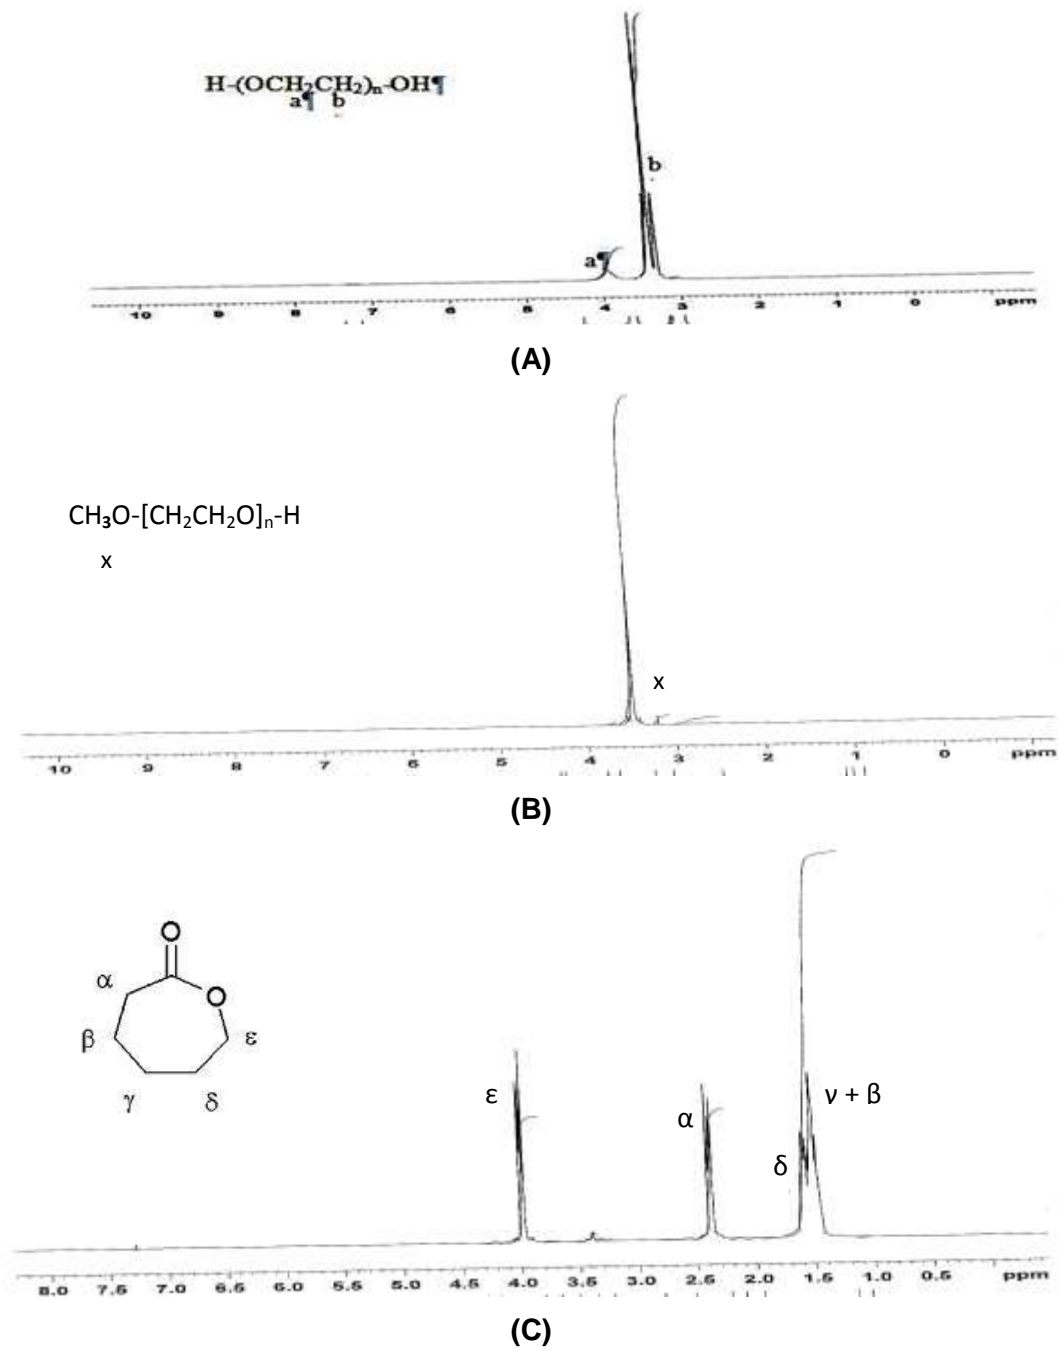 H-(OCH₂CH₂)ₙ-OH¶
a¶ b
b
a¶
10 9 8 7 6 5 4 3 2 1 0 ppm
(A)
CH₃O-[CH₂CH₂O]ₙ-H
x
x
10 9 8 7 6 5 4 3 2 1 0 ppm
(B)
O
α O
β ε
γ δ
ε
α
ν + β
δ
8.0 7.5 7.0 6.5 6.0 5.5 5.0 4.5 4.0 3.5 3.0 2.5 2.0 1.5 1.0 0.5 ppm
(C)